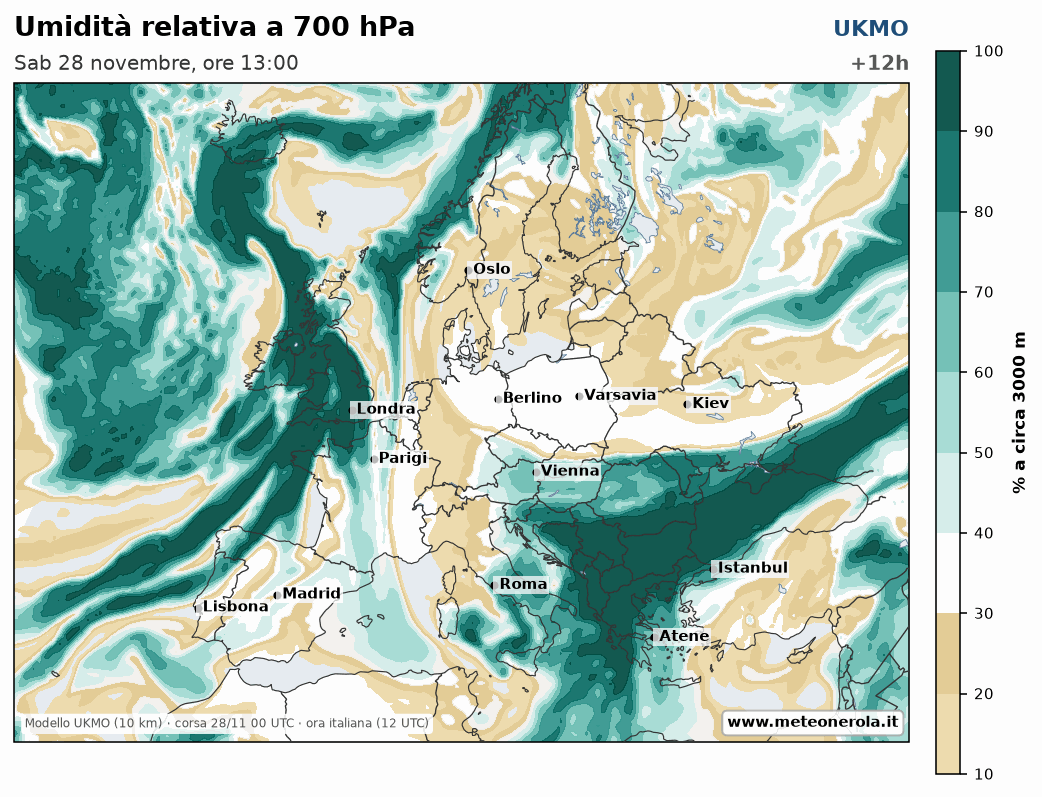 Umidità relativa a 700 hPa
UKMO
Sab 28 novembre, ore 13:00
+12h
100
90
80
70
60
50
40
30
20
10
% a circa 3000 m
Oslo
Londra
Berlino
Varsavia
Kiev
Parigi
Vienna
Istanbul
Roma
Madrid
Lisbona
Atene
Modello UKMO (10 km) · corsa 28/11 00 UTC · ora italiana (12 UTC)
www.meteonerola.it